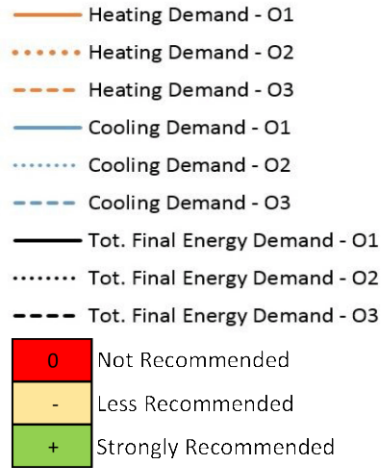 Heating Demand - O1
Heating Demand - O2
Heating Demand - O3
Cooling Demand - O1
Cooling Demand - O2
Cooling Demand - O3
Tot. Final Energy Demand - O1
Tot. Final Energy Demand - O2
Tot. Final Energy Demand - O3
0 Not Recommended
- Less Recommended
+ Strongly Recommended